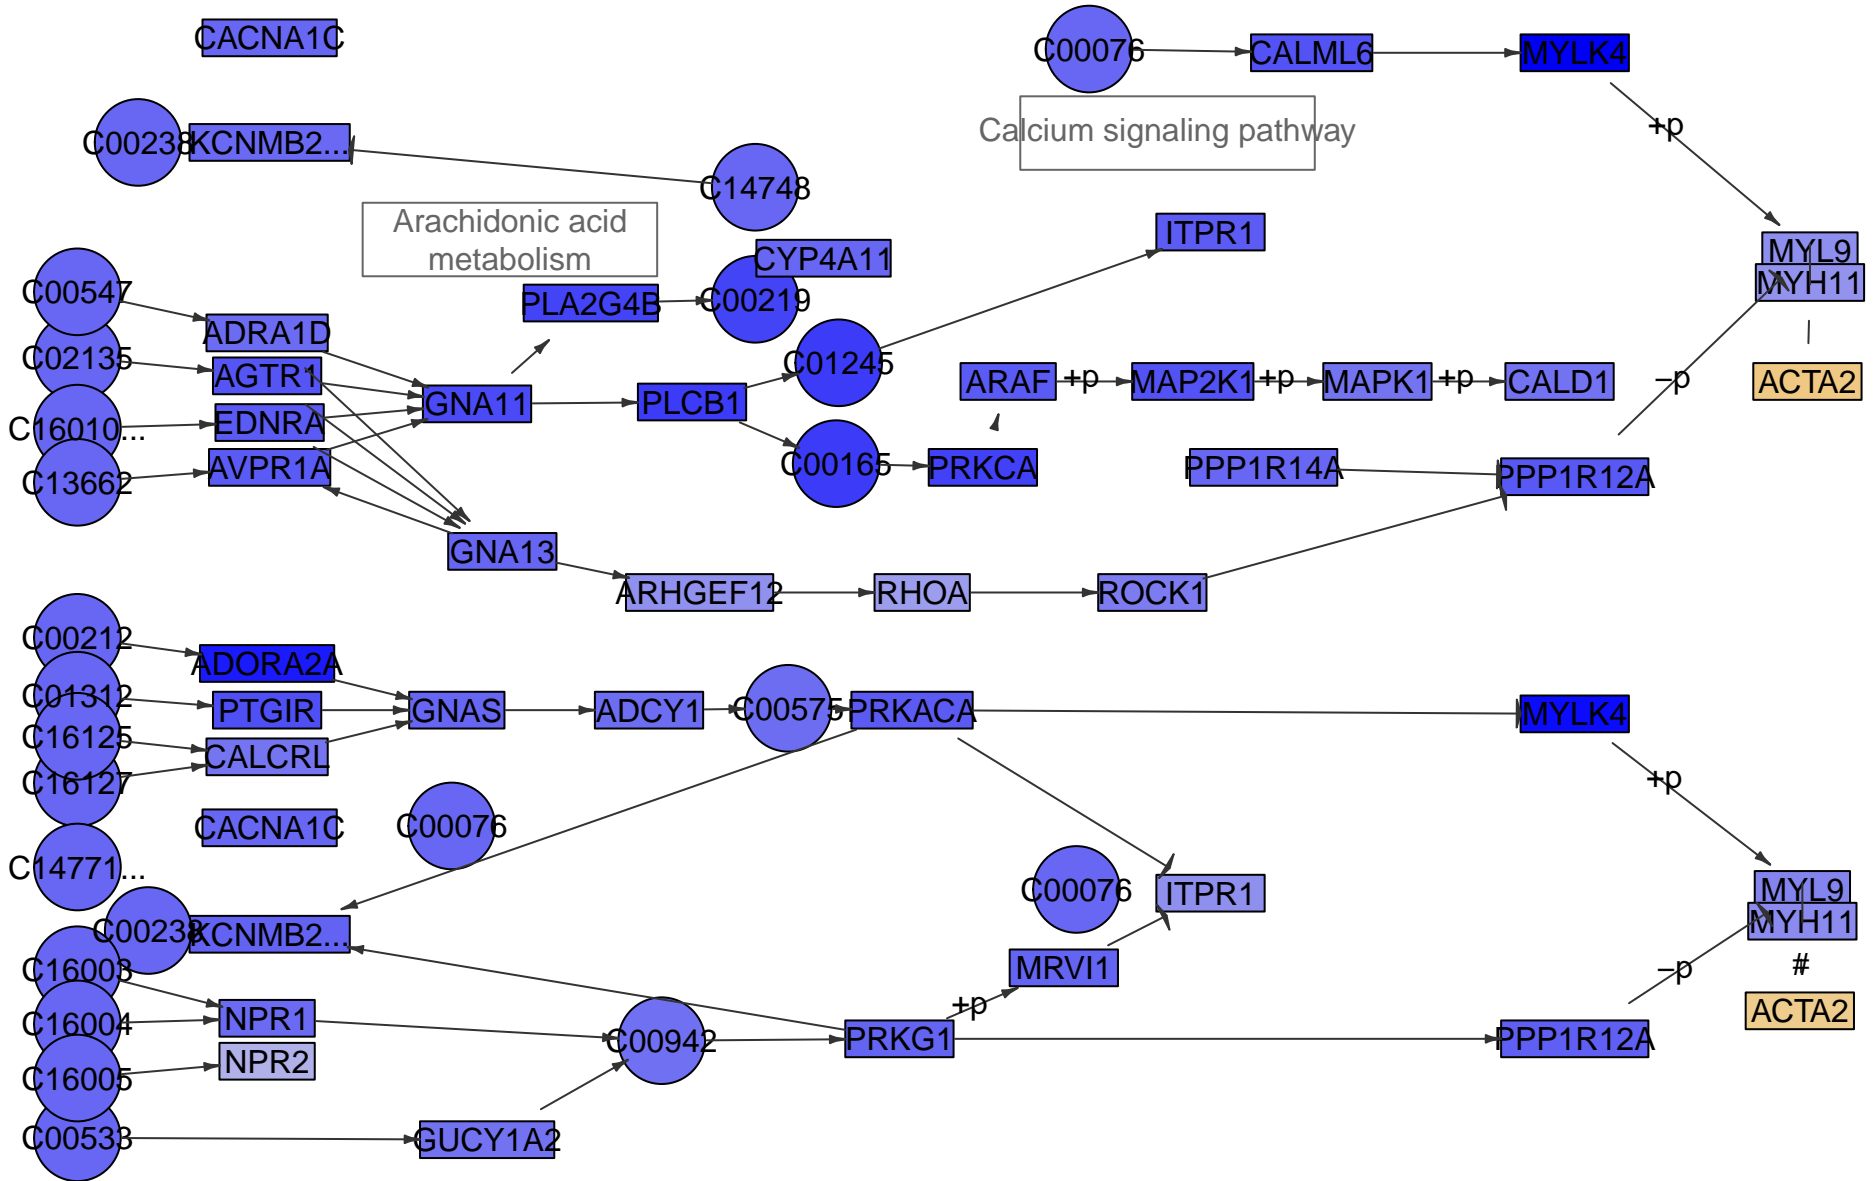 CACNA1C
C00076
CALML6
MYLK4
Calcium signaling pathway
+p
C00238
KCNMB2...
C14748
Arachidonic acid
metabolism
CYP4A11
ITPR1
MYL9
MYH11
C00547
PLA2G4B
C00219
ADRA1D
C02135
AGTR1
C01245
ARAF
+p
MAP2K1
+p
MAPK1
+p
CALD1
−p
ACTA2
GNA11
PLCB1
C16010...
EDNRA
C13662
AVPR1A
C00165
PRKCA
PPP1R14A
PPP1R12A
GNA13
ARHGEF12
RHOA
ROCK1
C00212
ADORA2A
C01312
PTGIR
GNAS
ADCY1
C00575
PRKACA
MYLK4
C16125
CALCRL
C16127
+p
CACNA1C
C00076
C14771...
C00076
ITPR1
MYL9
MYH11
C00238
KCNMB2...
C16003
MRVI1
−p
#
C16004
NPR1
+p
ACTA2
C00942
PRKG1
PPP1R12A
C16005
NPR2
C00533
GUCY1A2